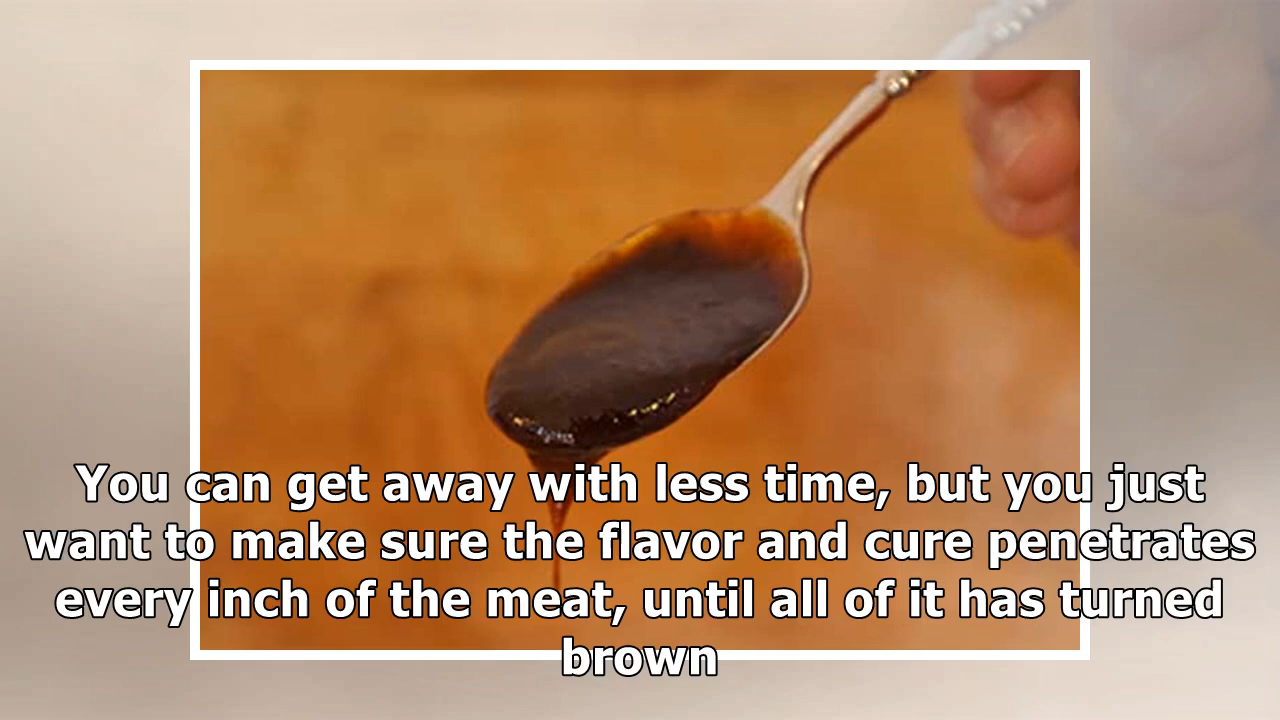 You can get away with less time, but you just
want to make sure the flavor and cure penetrates
every inch of the meat, until all of it has turned
brown